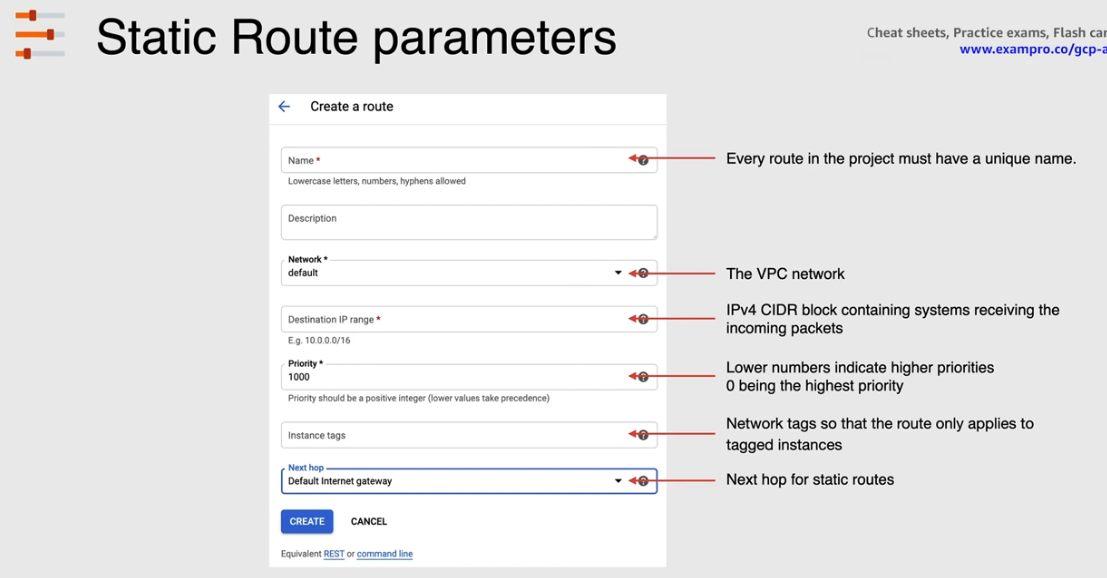 Static Route parameters
Cheat sheets, Practice exams, Flash
www.exampro.co/gcp-
Create a route
Name *
Lowercase letters, numbers, hyphens allowed
Every route in the project must have a unique name.
Description
Network *
default
The VPC network
Destination IP range *
E.g. 10.0.0.0/16
IPv4 CIDR block containing systems receiving the
incoming packets
Priority *
1000
Priority should be a positive integer (lower values take precedence)
Lower numbers indicate higher priorities
0 being the highest priority
Instance tags
Network tags so that the route only applies to
tagged instances
Next hop
Default Internet gateway
Next hop for static routes
CREATE CANCEL
Equivalent REST or command line